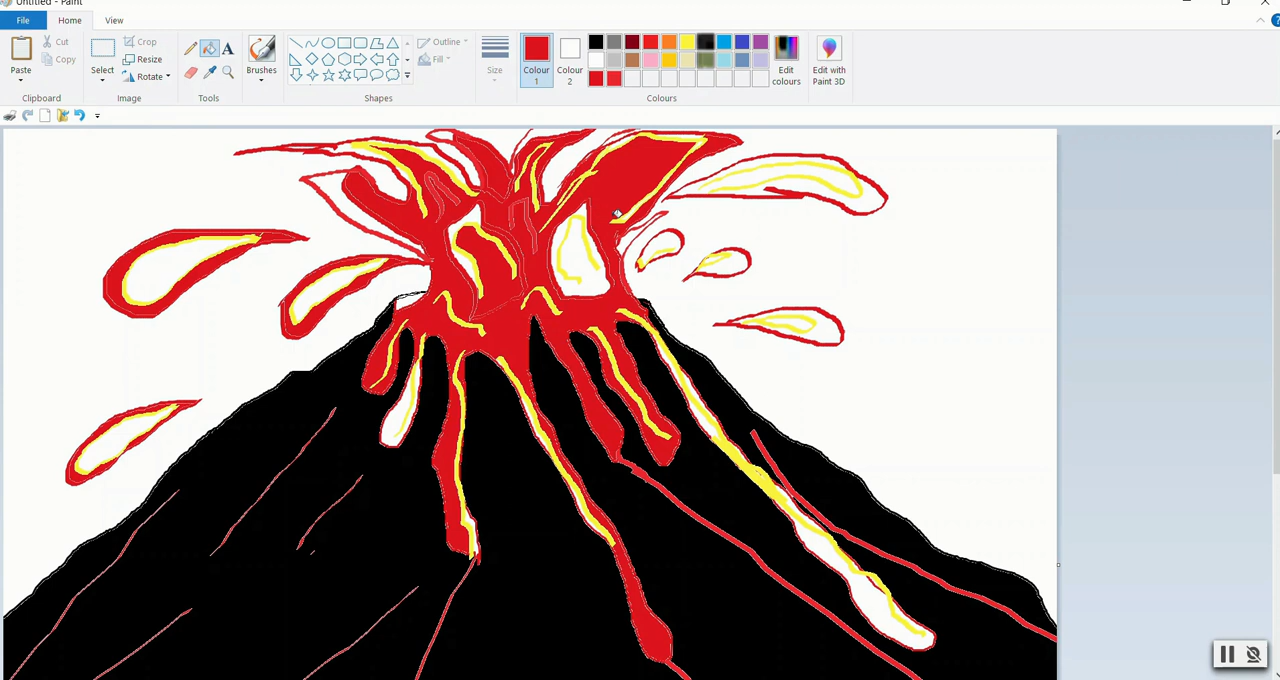 Untitled - Paint
File Home View
Paste
Cut
Copy
Clipboard
Select
Crop
Resize
Rotate
Image
A
Tools
Brushes
Outline
Fill
Shapes
Size
Colour 1
Colour 2
Edit colours
Colours
Edit with Paint 3D
?